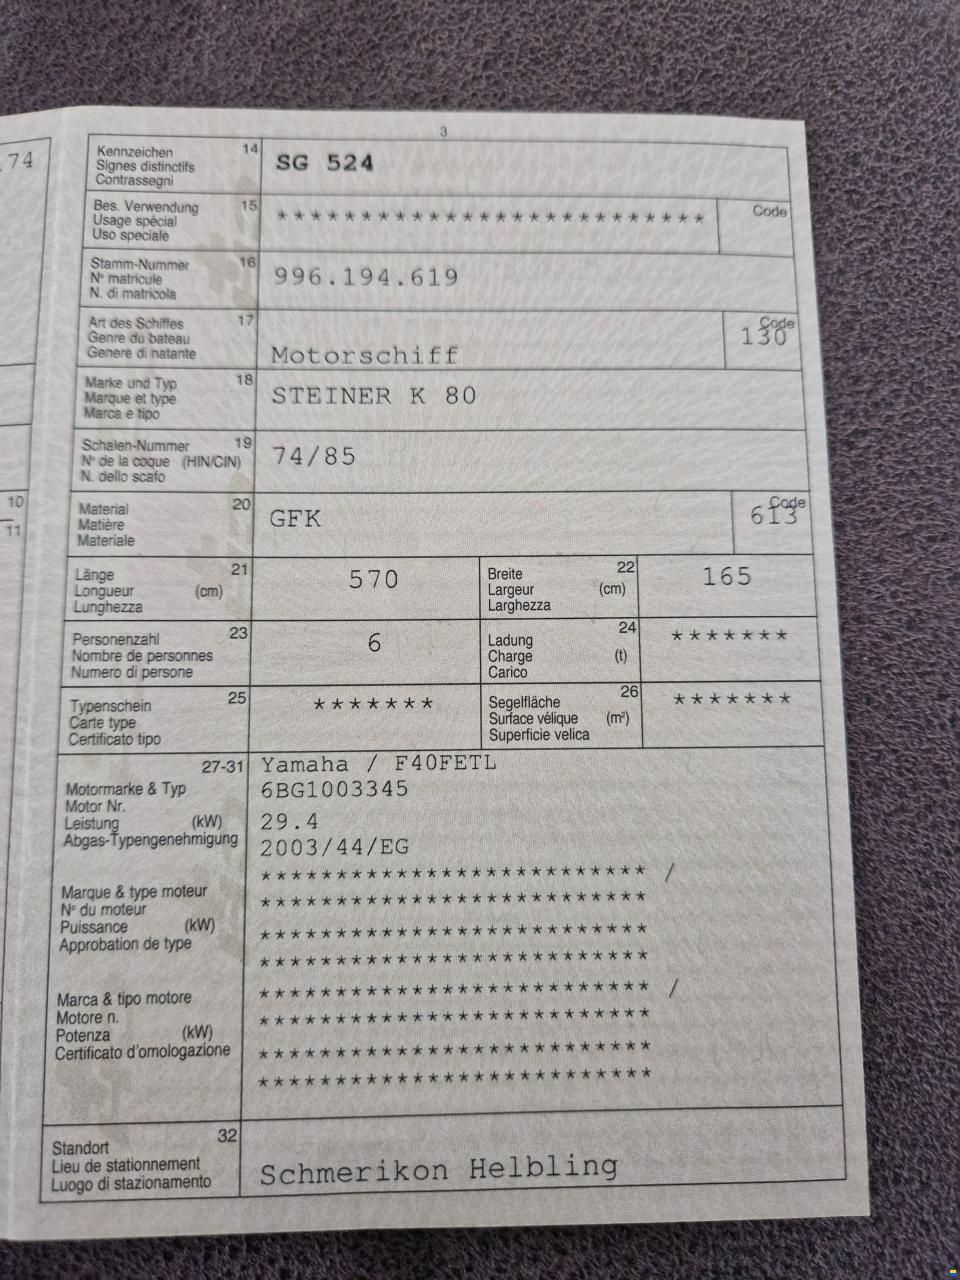 3
.74
10
11
Kennzeichen 14
Signes distinctifs
Contrassegni
SG 524
Bes. Verwendung 15
Usage spécial
Uso speciale
* * * * * * * * * * * * * * * * * * * * * * * * * *
Code
Stamm-Nummer 16
N° matricule
N. di matricola
996.194.619
Art des Schiffes 17
Genre du bateau
Genere di natante
Motorschiff
Code
130
Marke und Typ 18
Marque et type
Marca e tipo
STEINER K 80
Schalen-Nummer 19
N° de la coque (HIN/CIN)
N. dello scafo
74/85
Material 20
Matière
Materiale
GFK
Code
613
Länge 21
Longueur (cm)
Lunghezza
570
Breite 22
Largeur (cm)
Larghezza
165
Personenzahl 23
Nombre de personnes
Numero di persone
6
Ladung 24
Charge (t)
Carico
*******
Typenschein 25
Carte type
Certificato tipo
*******
Segelfläche 26
Surface vélique (m²)
Superficie velica
*******
27-31
Motormarke & Typ
Motor Nr.
Leistung (kW)
Abgas-Typengenehmigung
Yamaha / F40FETL
6BG1003345
29.4
2003/44/EG
Marque & type moteur
N° du moteur
Puissance (kW)
Approbation de type
************************* /
*************************
*************************
*************************
Marca & tipo motore
Motore n.
Potenza (kW)
Certificato d'omologazione
************************* /
*************************
*************************
*************************
Standort 32
Lieu de stationnement
Luogo di stazionamento
Schmerikon Helbling